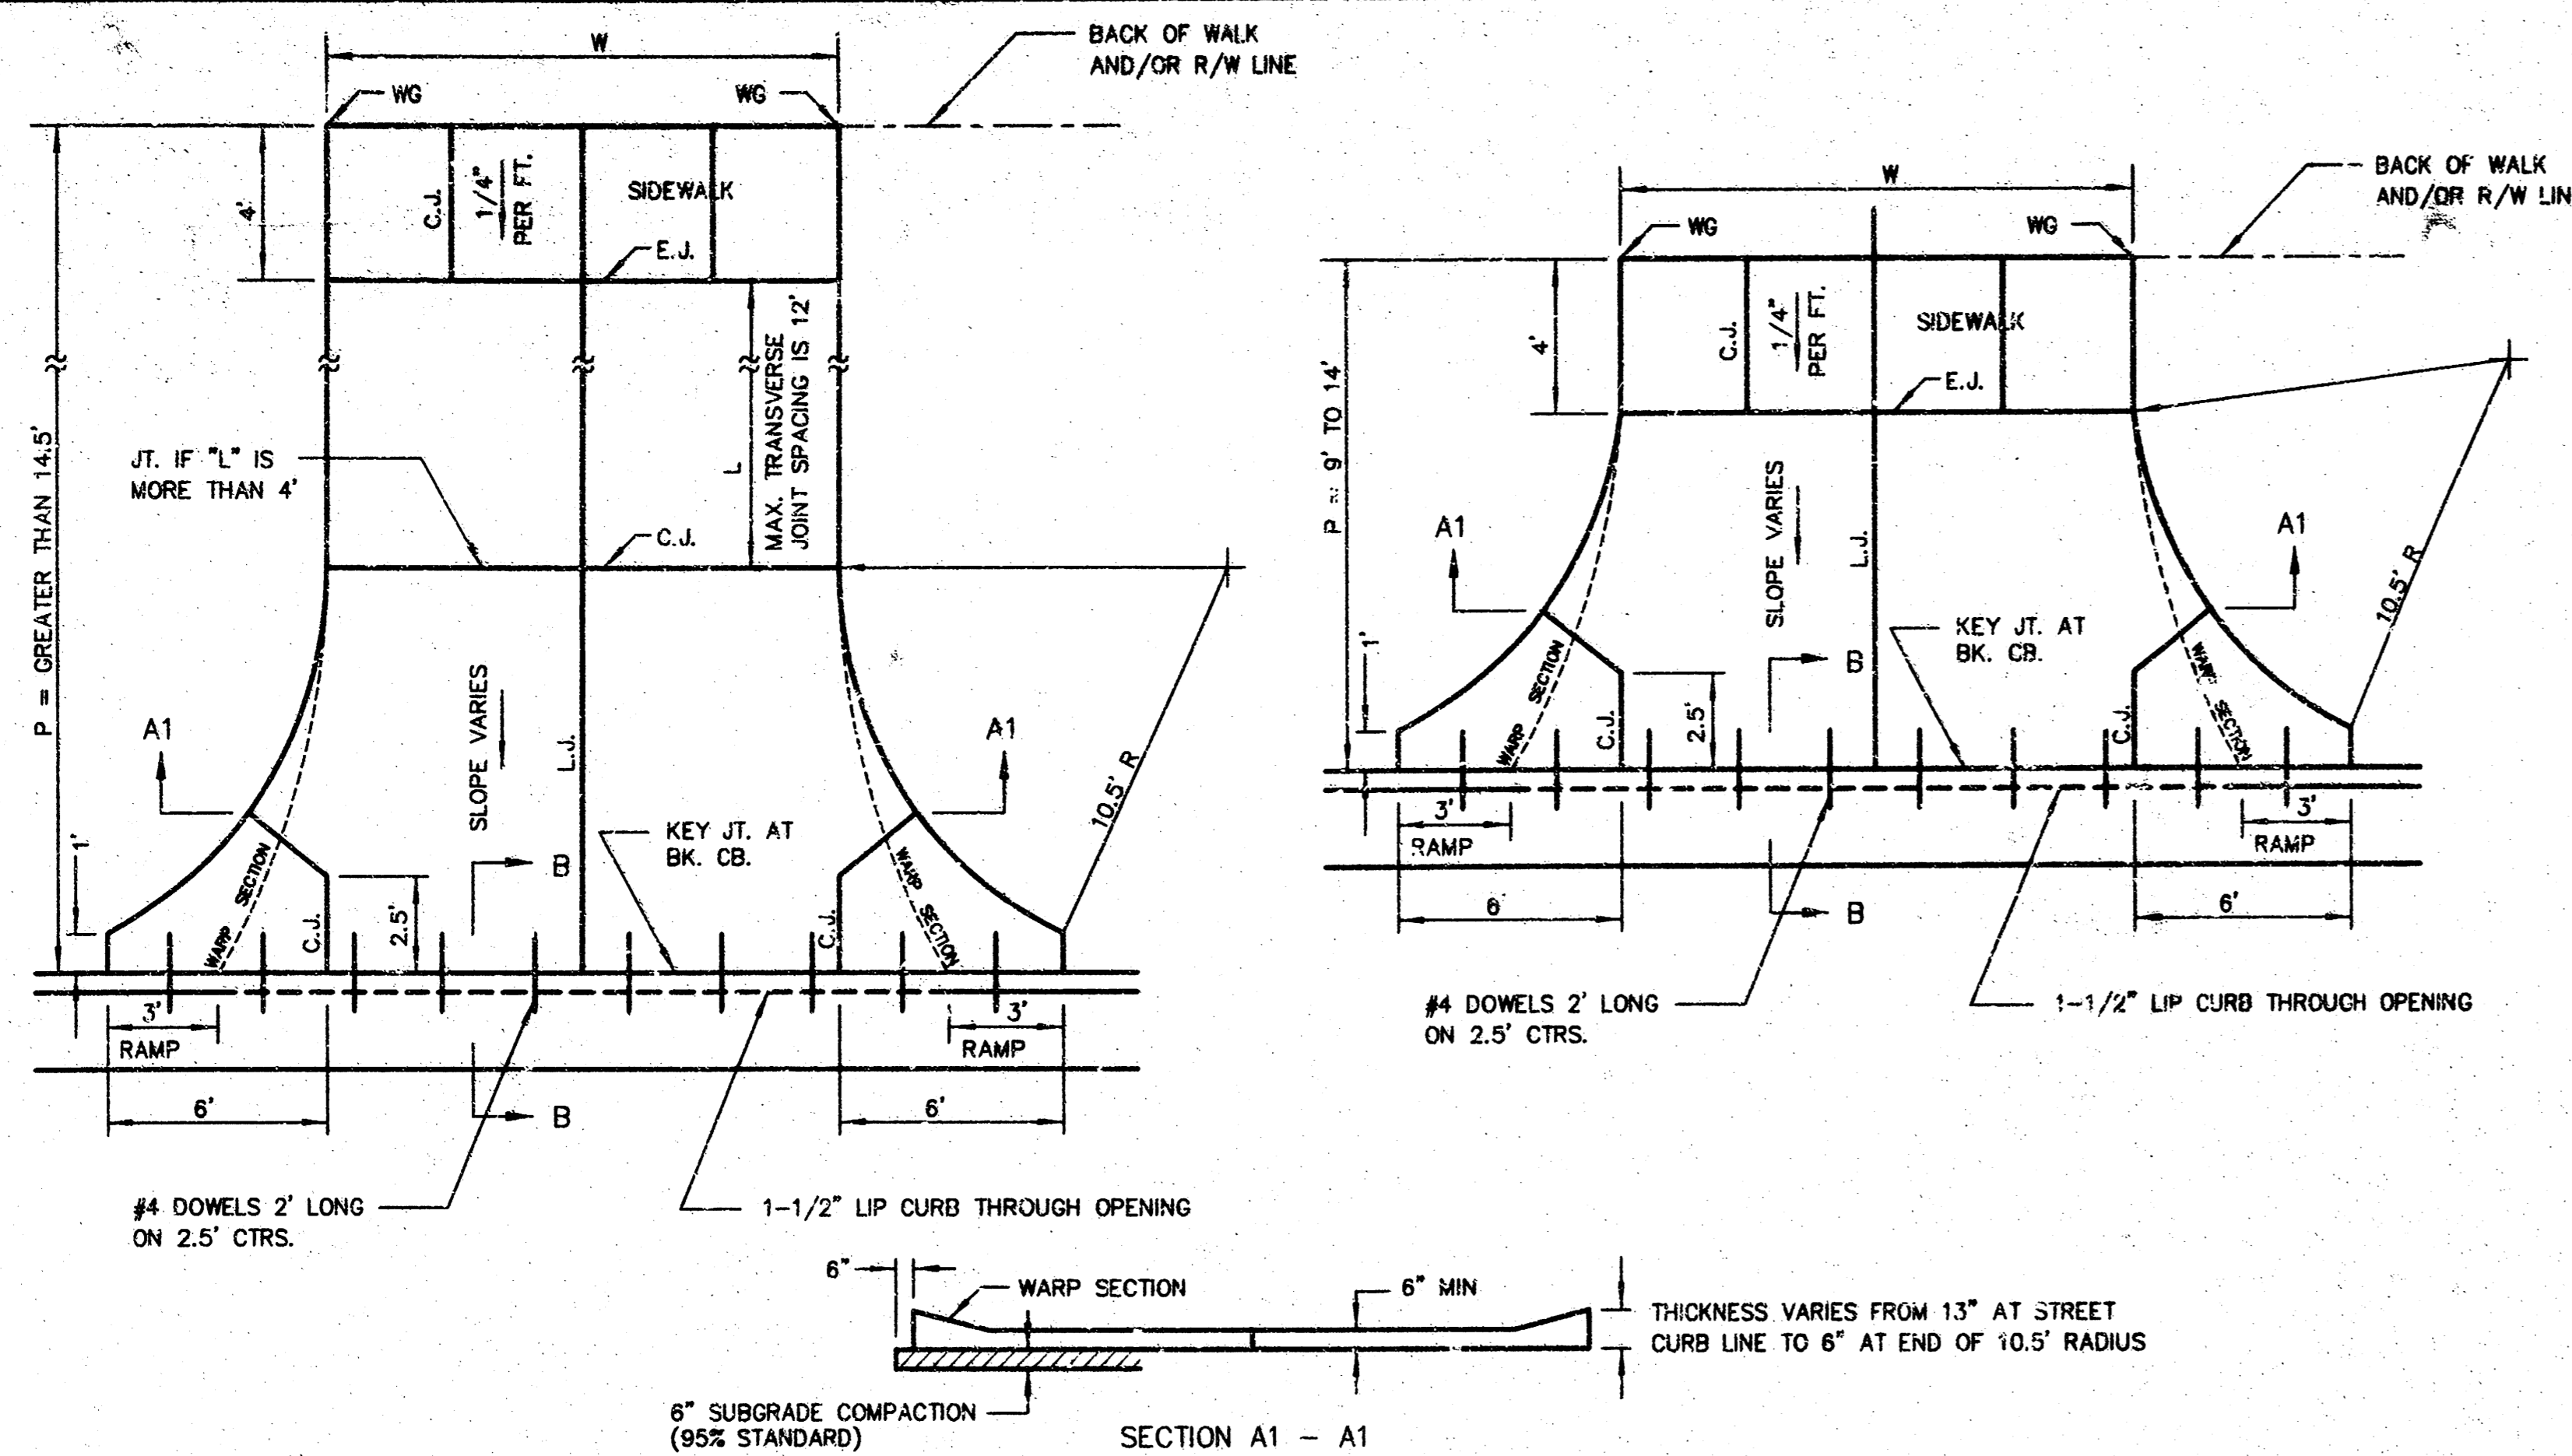 W
BACK OF WALK
AND/OR R/W LINE
WG
WG
4'
C.J.
1/4"
PER FT.
SIDEWALK
E.J.
P = GREATER THAN 14.5'
JT. IF "L" IS
MORE THAN 4'
L
MAX. TRANSVERSE
JOINT SPACING IS 12'
C.J.
A1
A1
SLOPE VARIES
L.J.
10.5' R
1'
WARP SECTION
C.J.
2.5'
B
KEY JT. AT
BK. CB.
C.J.
WARP SECTION
3'
RAMP
3'
RAMP
6'
B
6'
#4 DOWELS 2' LONG
ON 2.5' CTRS.
1-1/2" LIP CURB THROUGH OPENING
W
BACK OF WALK
AND/OR R/W LIN
WG
WG
4'
C.J.
1/4"
PER FT.
SIDEWALK
E.J.
P = 9' TO 14'
A1
A1
SLOPE VARIES
L.J.
10.5' R
1'
WARP SECTION
C.J.
2.5'
B
KEY JT. AT
BK. CB.
C.J.
WARP SECTION
3'
RAMP
3'
RAMP
6'
B
6'
#4 DOWELS 2' LONG
ON 2.5' CTRS.
1-1/2" LIP CURB THROUGH OPENING
6"
WARP SECTION
6" MIN
THICKNESS VARIES FROM 13" AT STREET
CURB LINE TO 6" AT END OF 10.5' RADIUS
6" SUBGRADE COMPACTION
(95% STANDARD)
SECTION A1 - A1